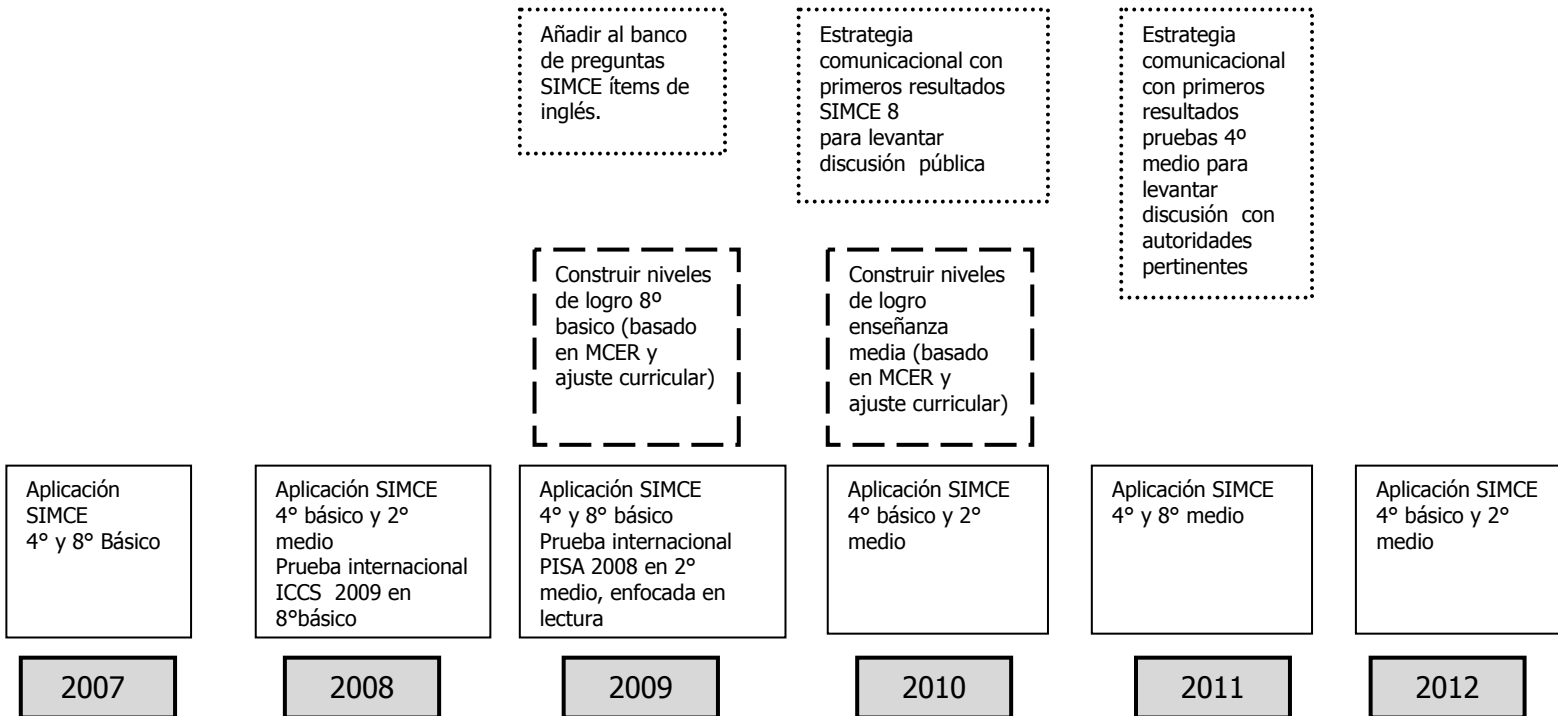 Añadir al banco
de preguntas
SIMCE ítems de
inglés.
Estrategia
comunicacional con
primeros resultados
SIMCE 8
para levantar
discusión pública
Estrategia
comunicacional
con primeros
resultados
pruebas 4º
medio para
levantar
discusión con
autoridades
pertinentes
Construir niveles
de logro 8º
basico (basado
en MCER y
ajuste curricular)
Construir niveles
de logro
enseñanza
media (basado
en MCER y
ajuste curricular)
Aplicación
SIMCE
4° y 8° Básico
Aplicación SIMCE
4° básico y 2°
medio
Prueba internacional
ICCS 2009 en
8°básico
Aplicación SIMCE
4° y 8° básico
Prueba internacional
PISA 2008 en 2°
medio, enfocada en
lectura
Aplicación SIMCE
4° básico y 2°
medio
Aplicación SIMCE
4° y 8° medio
Aplicación SIMCE
4° básico y 2°
medio
2007
2008
2009
2010
2011
2012